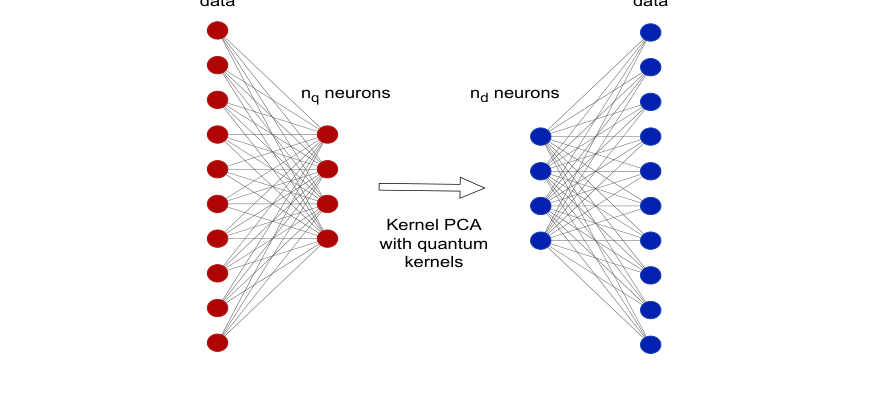 data
data
nq neurons
nd neurons
Kernel PCA
with quantum
kernels